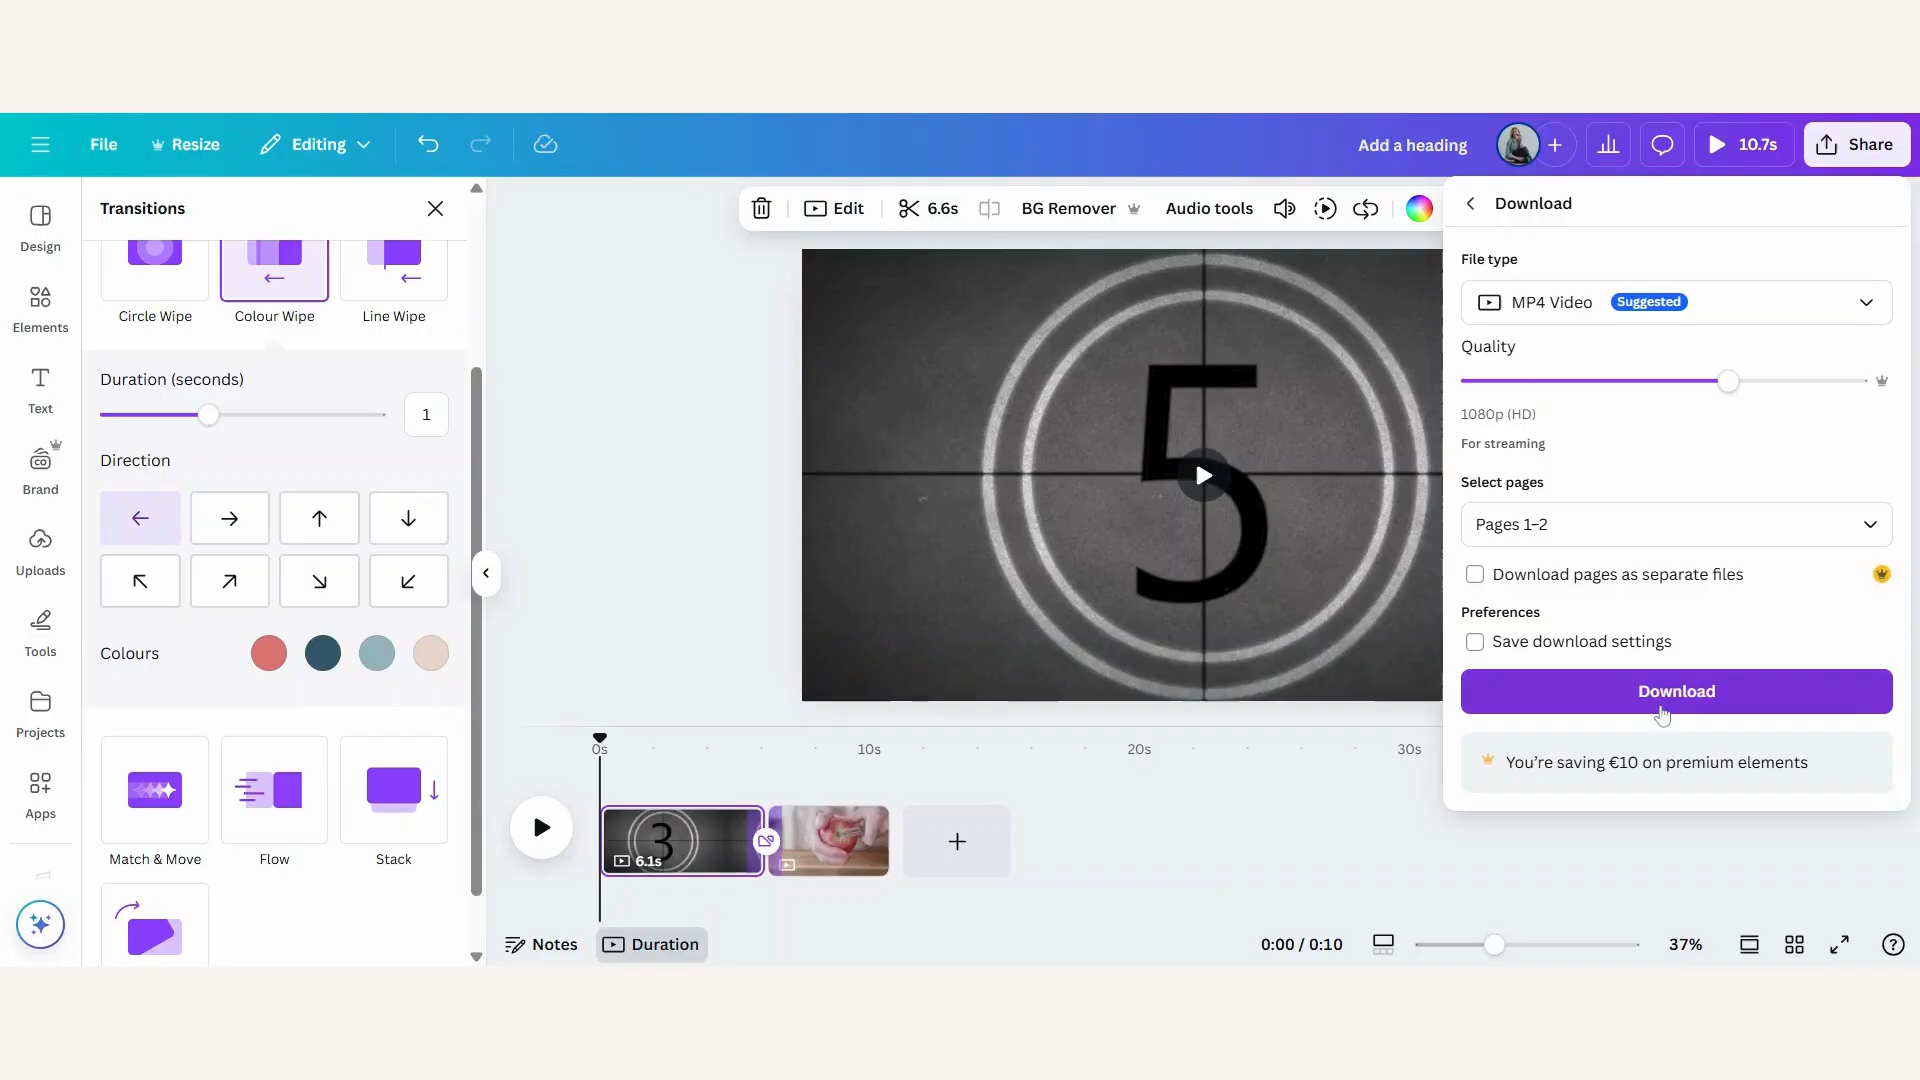 File
Resize
Editing
Add a heading
10.7s
Share
Design
Elements
Text
Brand
CO
Uploads
Tools
Projects
Apps
Transitions
Circle Wipe
Colour Wipe
Line Wipe
Duration (seconds)
1
Direction
Colours
Match & Move
Flow
Stack
Edit
6.6s
BG Remover
Audio tools
5
0s
10s
20s
30s
3
6.1s
Notes
Duration
0:00 / 0:10
37%
Download
File type
MP4 Video
Suggested
Quality
1080p (HD)
For streaming
Select pages
Pages 1–2
Download pages as separate files
Preferences
Save download settings
Download
You’re saving €10 on premium elements